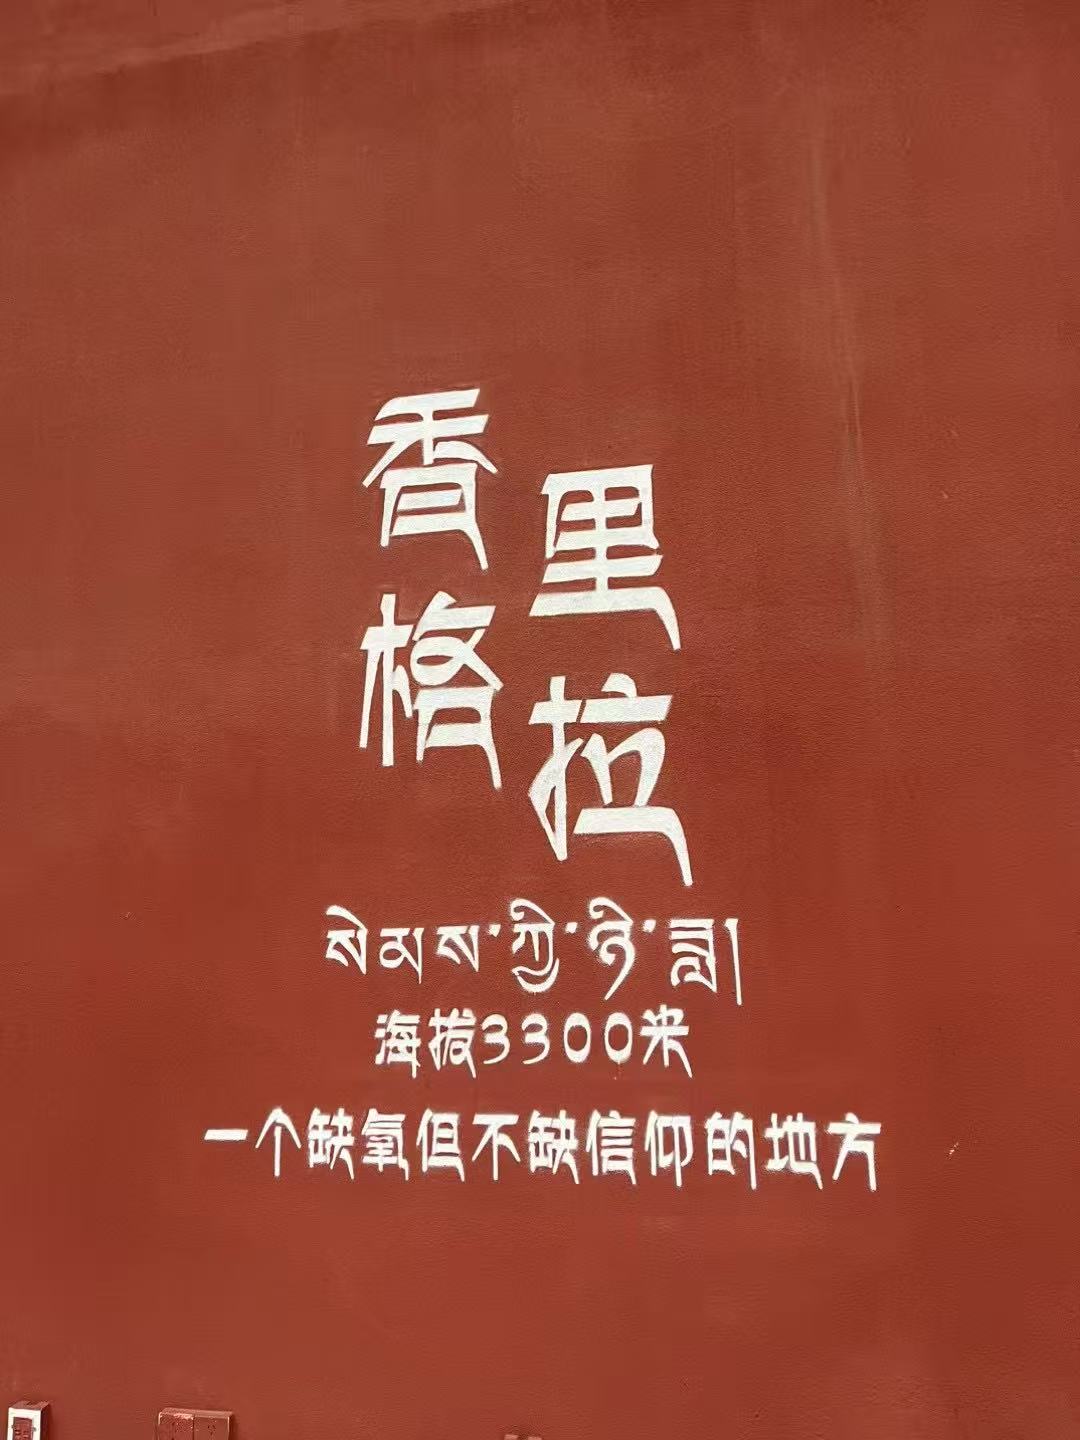 香里
格拉
སེམས་ཀྱི་ཉི་ཟླ།
海拔3300米
一个缺氧但不缺信仰的地方